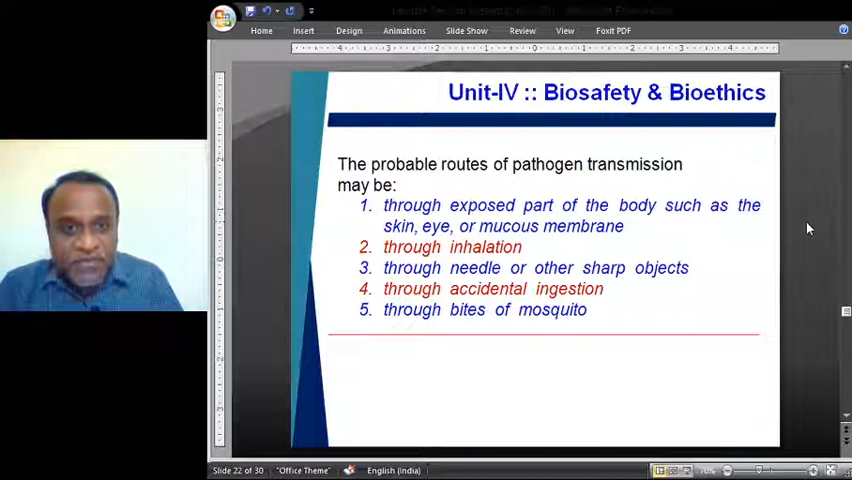 Home Insert Design Animations Slide Show Review View Foxit PDF
Unit-IV :: Biosafety & Bioethics
The probable routes of pathogen transmission
may be:
1. through exposed part of the body such as the
skin, eye, or mucous membrane
2. through inhalation
3. through needle or other sharp objects
4. through accidental ingestion
5. through bites of mosquito
Slide 22 of 30 "Office Theme" English (India) 70%